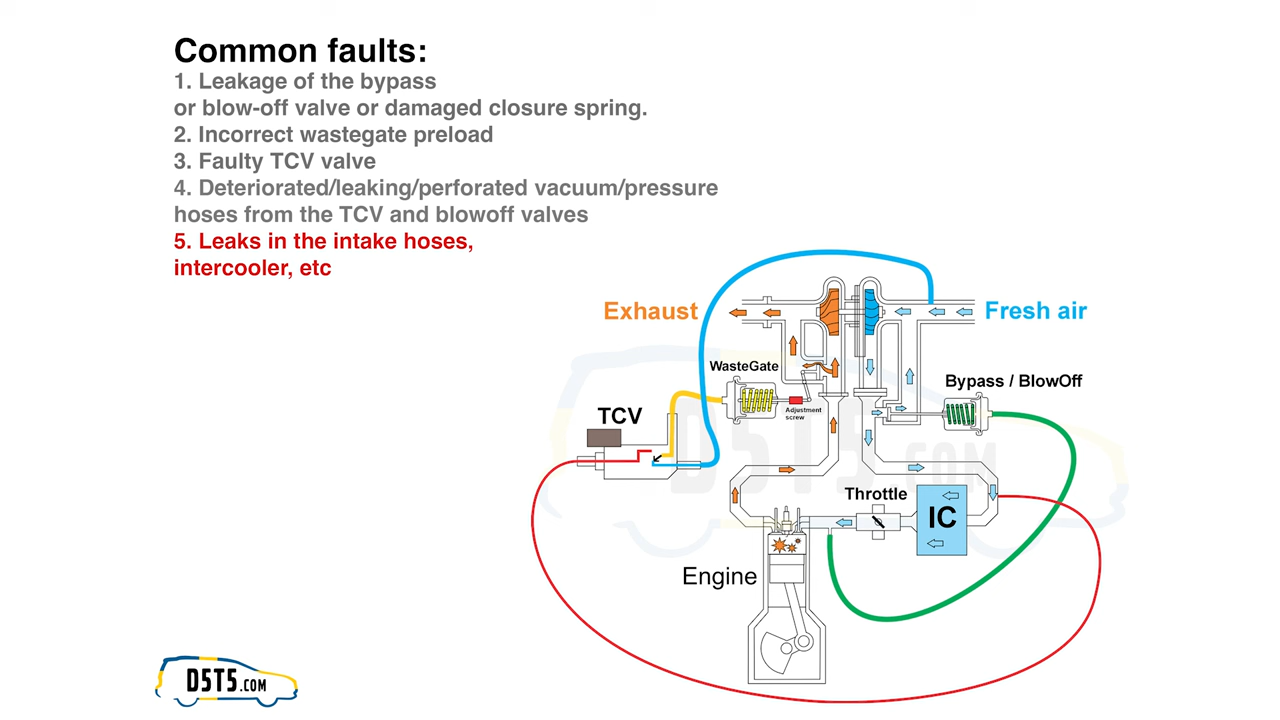 Common faults:
1. Leakage of the bypass
or blow-off valve or damaged closure spring.
2. Incorrect wastegate preload
3. Faulty TCV valve
4. Deteriorated/leaking/perforated vacuum/pressure
hoses from the TCV and blowoff valves
5. Leaks in the intake hoses,
intercooler, etc
Exhaust
Fresh air
WasteGate
Bypass / BlowOff
Adjustment
screw
TCV
Throttle
IC
Engine
D5T5.COM
D5T5.COM